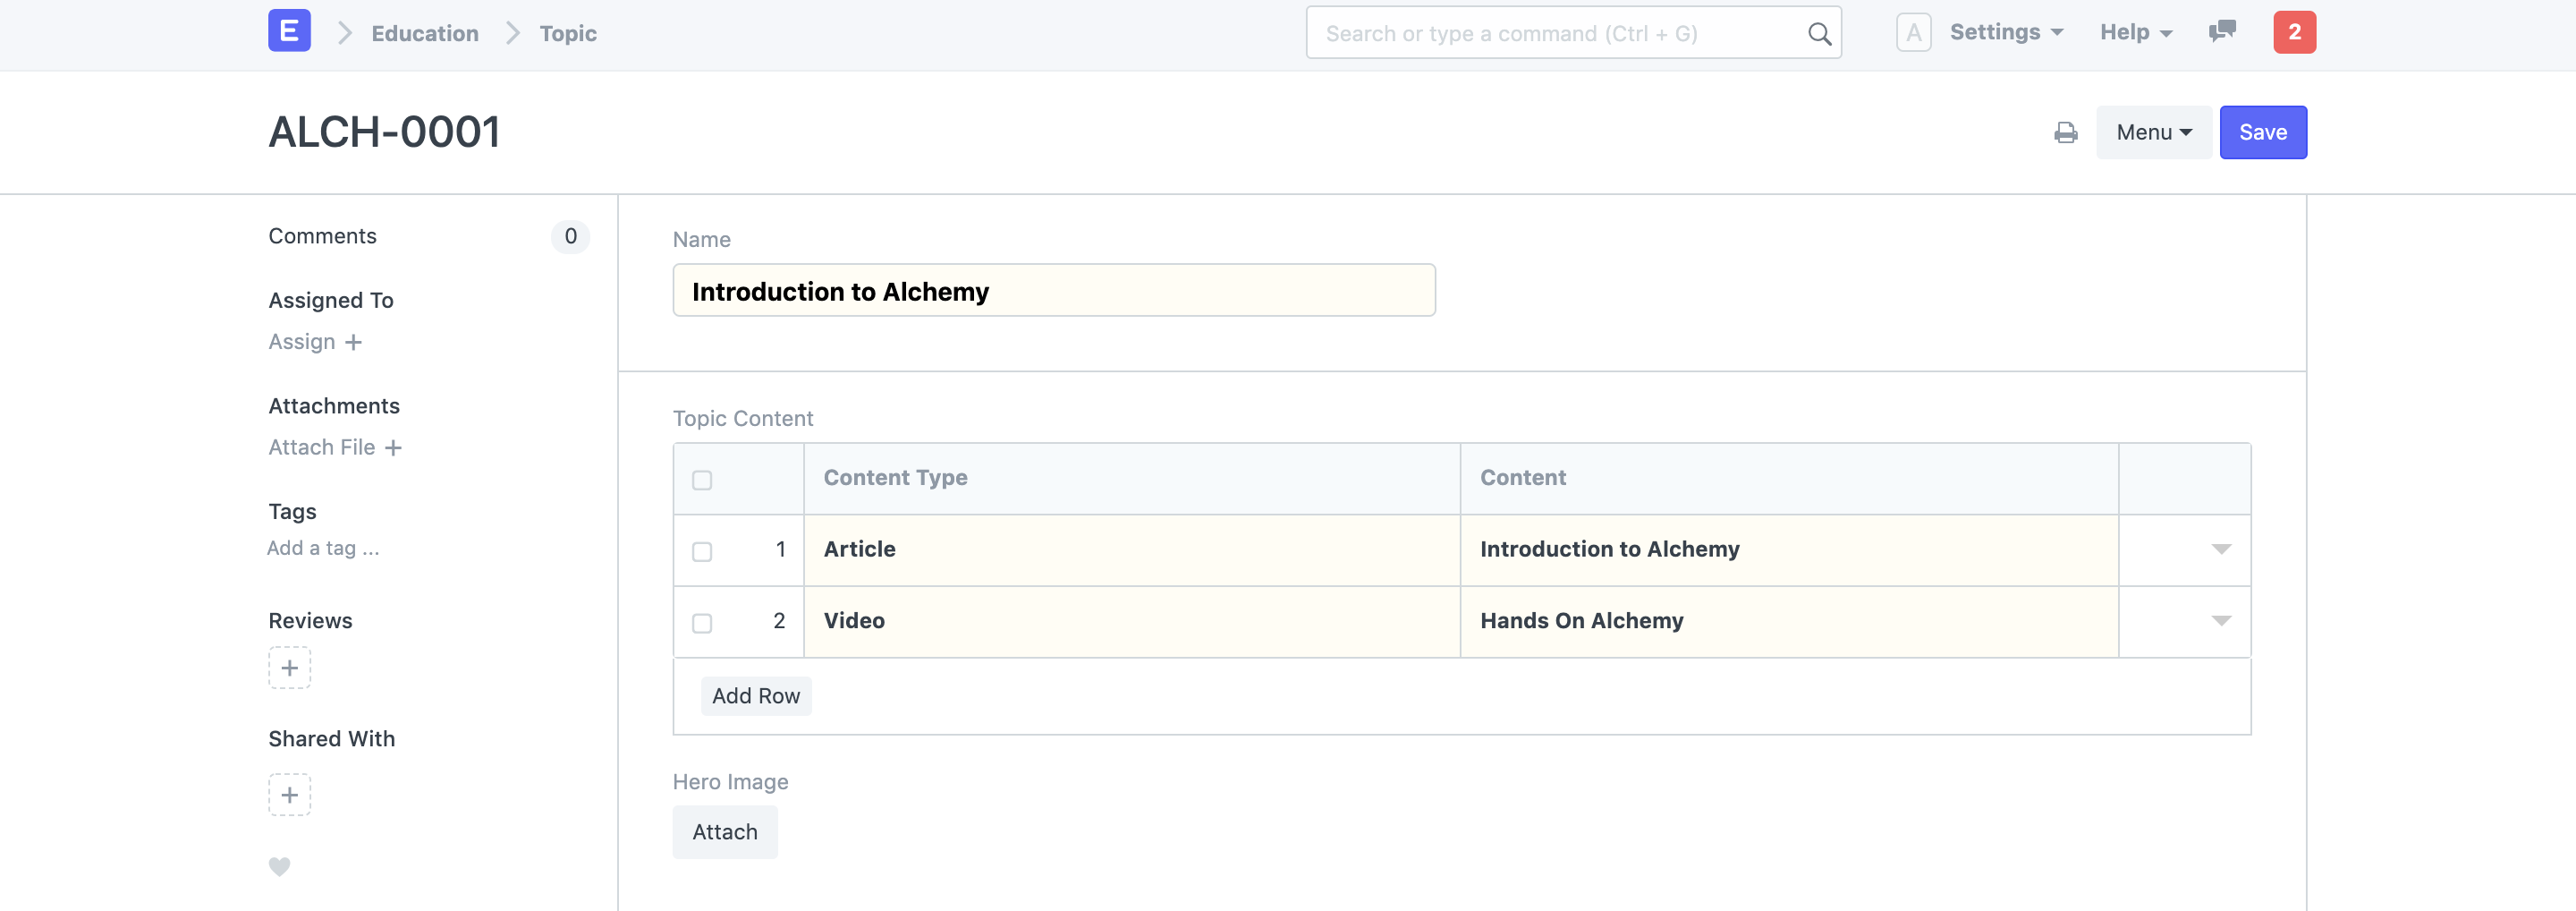 E Education Topic Search or type a command (Ctrl + G) A Settings Help 2
ALCH-0001 Menu Save
Comments 0
Assigned To
Assign +
Attachments
Attach File +
Tags
Add a tag ...
Reviews
+
Shared With
+
Name
Introduction to Alchemy
Topic Content
Content Type Content
1 Article Introduction to Alchemy
2 Video Hands On Alchemy
Add Row
Hero Image
Attach